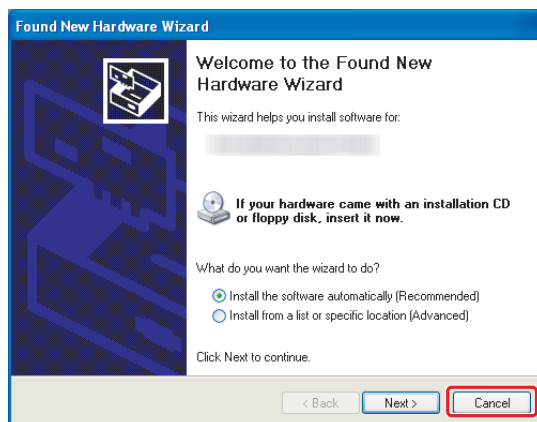 Found New Hardware Wizard
Welcome to the Found New
Hardware Wizard
This wizard helps you install software for:
If your hardware came with an installation CD
or floppy disk, insert it now.
What do you want the wizard to do?
Install the software automatically (Recommended)
Install from a list or specific location (Advanced)
Click Next to continue.
< Back Next > Cancel